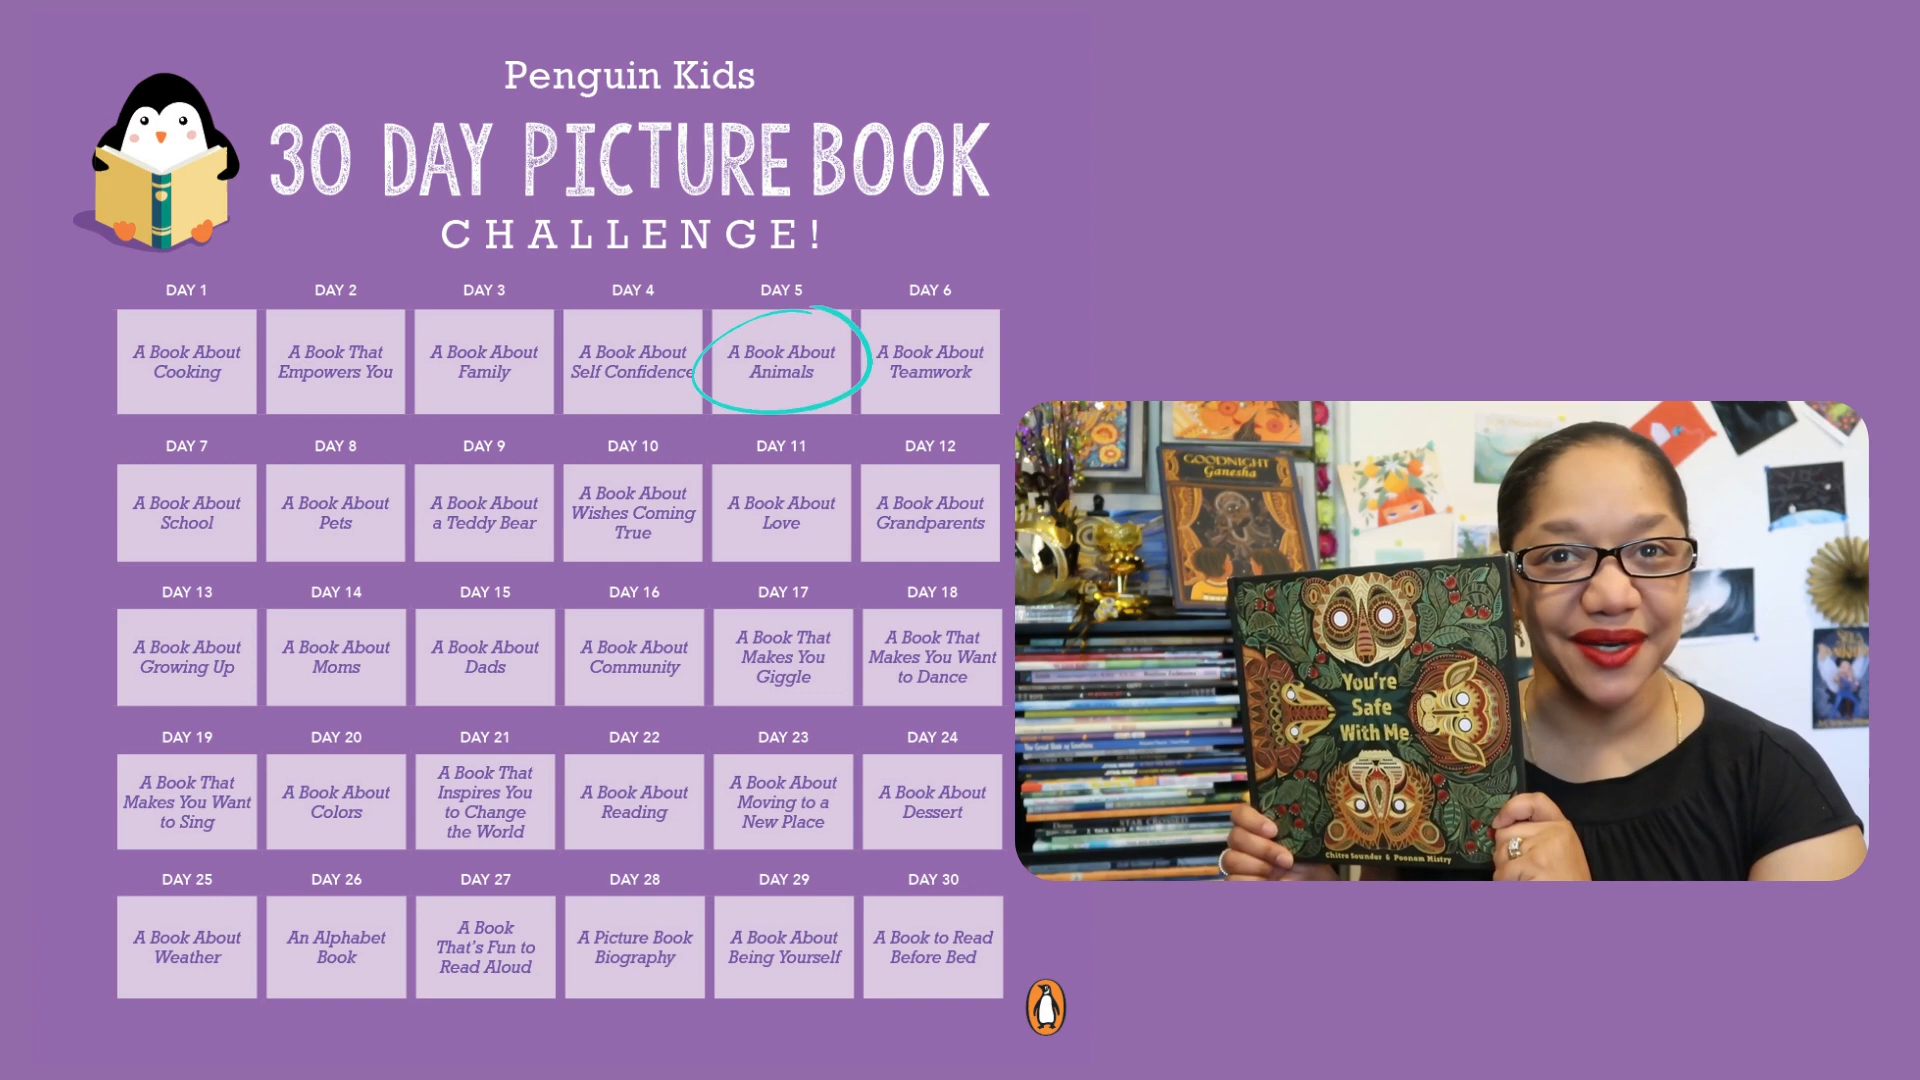 Penguin Kids
30 DAY PICTURE BOOK
CHALLENGE!
DAY 1
DAY 2
DAY 3
DAY 4
DAY 5
DAY 6
A Book About
Cooking
A Book That
Empowers You
A Book About
Family
A Book About
Self Confidence
A Book About
Animals
A Book About
Teamwork
DAY 7
DAY 8
DAY 9
DAY 10
DAY 11
DAY 12
A Book About
School
A Book About
Pets
A Book About
a Teddy Bear
A Book About
Wishes Coming
True
A Book About
Love
A Book About
Grandparents
DAY 13
DAY 14
DAY 15
DAY 16
DAY 17
DAY 18
A Book About
Growing Up
A Book About
Moms
A Book About
Dads
A Book About
Community
A Book That
Makes You
Giggle
A Book That
Makes You Want
to Dance
DAY 19
DAY 20
DAY 21
DAY 22
DAY 23
DAY 24
A Book That
Makes You Want
to Sing
A Book About
Colors
A Book That
Inspires You
to Change
the World
A Book About
Reading
A Book About
Moving to a
New Place
A Book About
Dessert
DAY 25
DAY 26
DAY 27
DAY 28
DAY 29
DAY 30
A Book About
Weather
An Alphabet
Book
A Book
That's Fun to
Read Aloud
A Picture Book
Biography
A Book About
Being Yourself
A Book to Read
Before Bed
GOODNIGHT
Ganesha
You're
Safe
With Me
Chitra Soundar & Poonam Mistry
STAR CROSSED